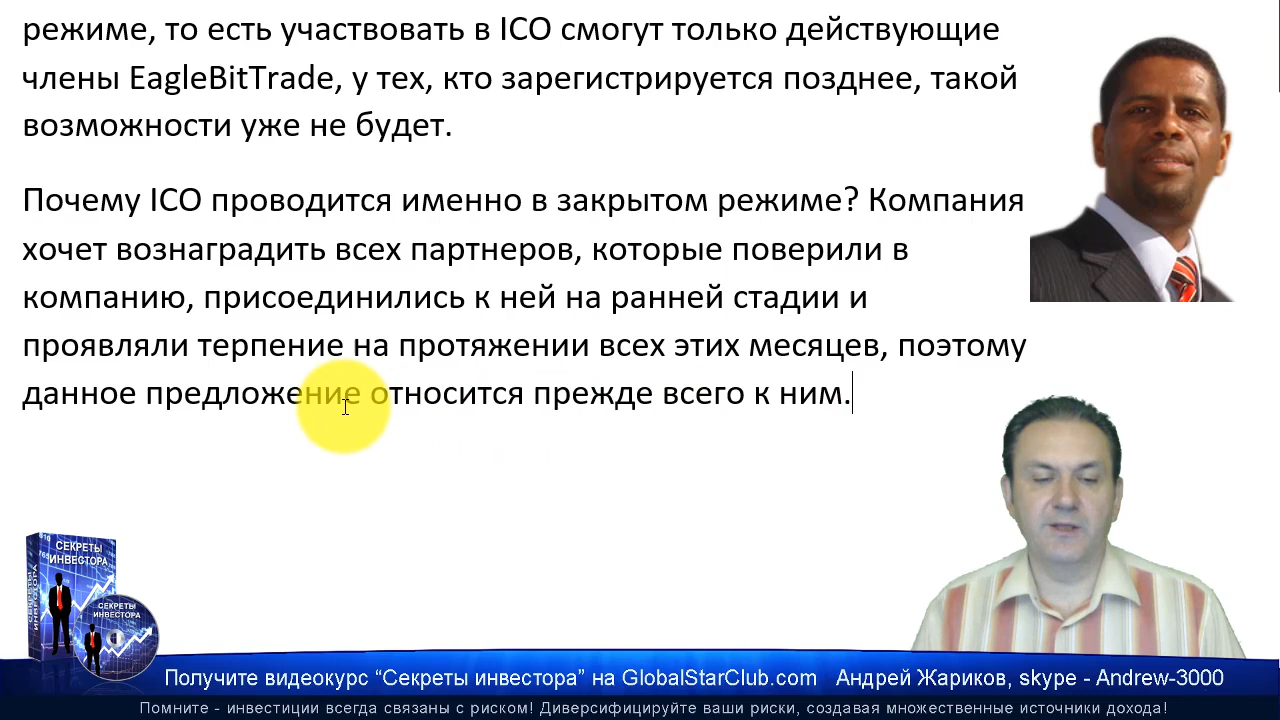 режиме, то есть участвовать в ICO смогут только действующие
члены EagleBitTrade, у тех, кто зарегистрируется позднее, такой
возможности уже не будет.
Почему ICO проводится именно в закрытом режиме? Компания
хочет вознаградить всех партнеров, которые поверили в
компанию, присоединились к ней на ранней стадии и
проявляли терпение на протяжении всех этих месяцев, поэтому
данное предложение относится прежде всего к ним.
СЕКРЕТЫ
ИНВЕСТОРА
СЕКРЕТЫ
ИНВЕСТОРА
СЕКРЕТЫ
ИНВЕСТОРА
Получите видеокурс “Секреты инвестора” на GlobalStarClub.com Андрей Жариков, skype - Andrew-3000
Помните - инвестиции всегда связаны с риском! Диверсифицируйте ваши риски, создавая множественные источники дохода!